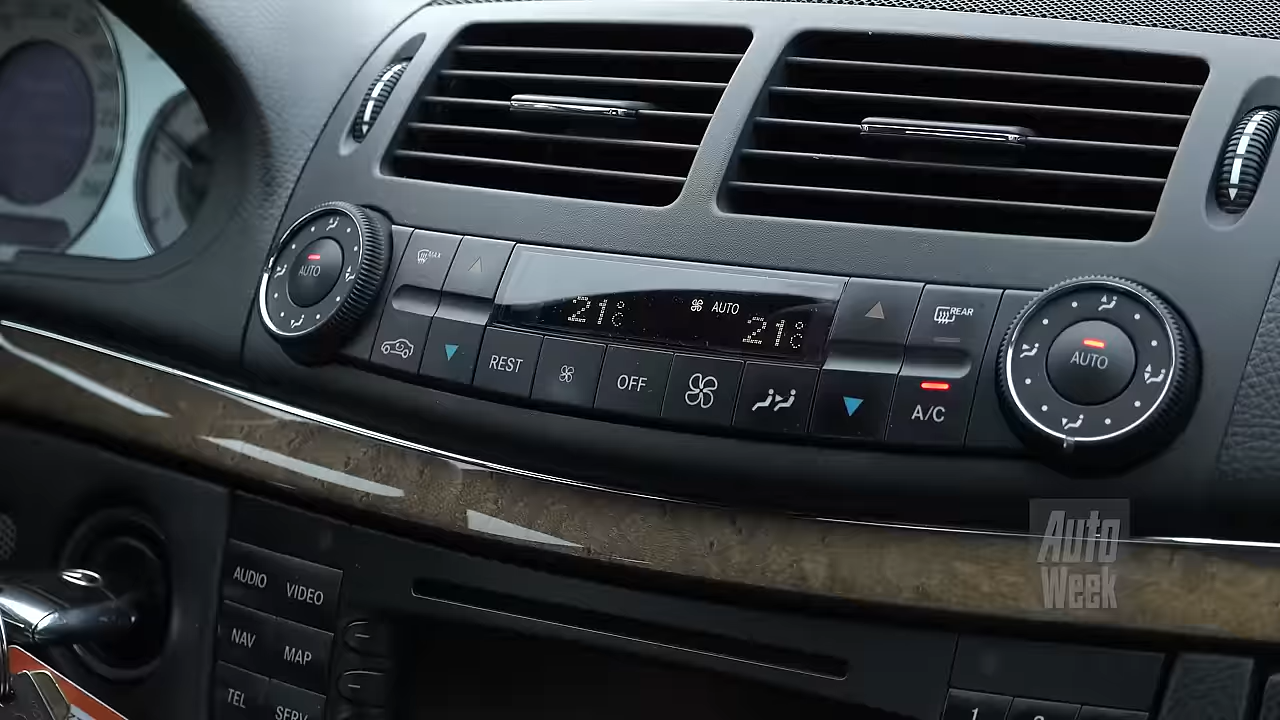 AUTO
MAX
21°C
AUTO
21°C
REAR
AUTO
REST
OFF
A/C
AUDIO
VIDEO
NAV
MAP
TEL
SERV
1
Auto
Week